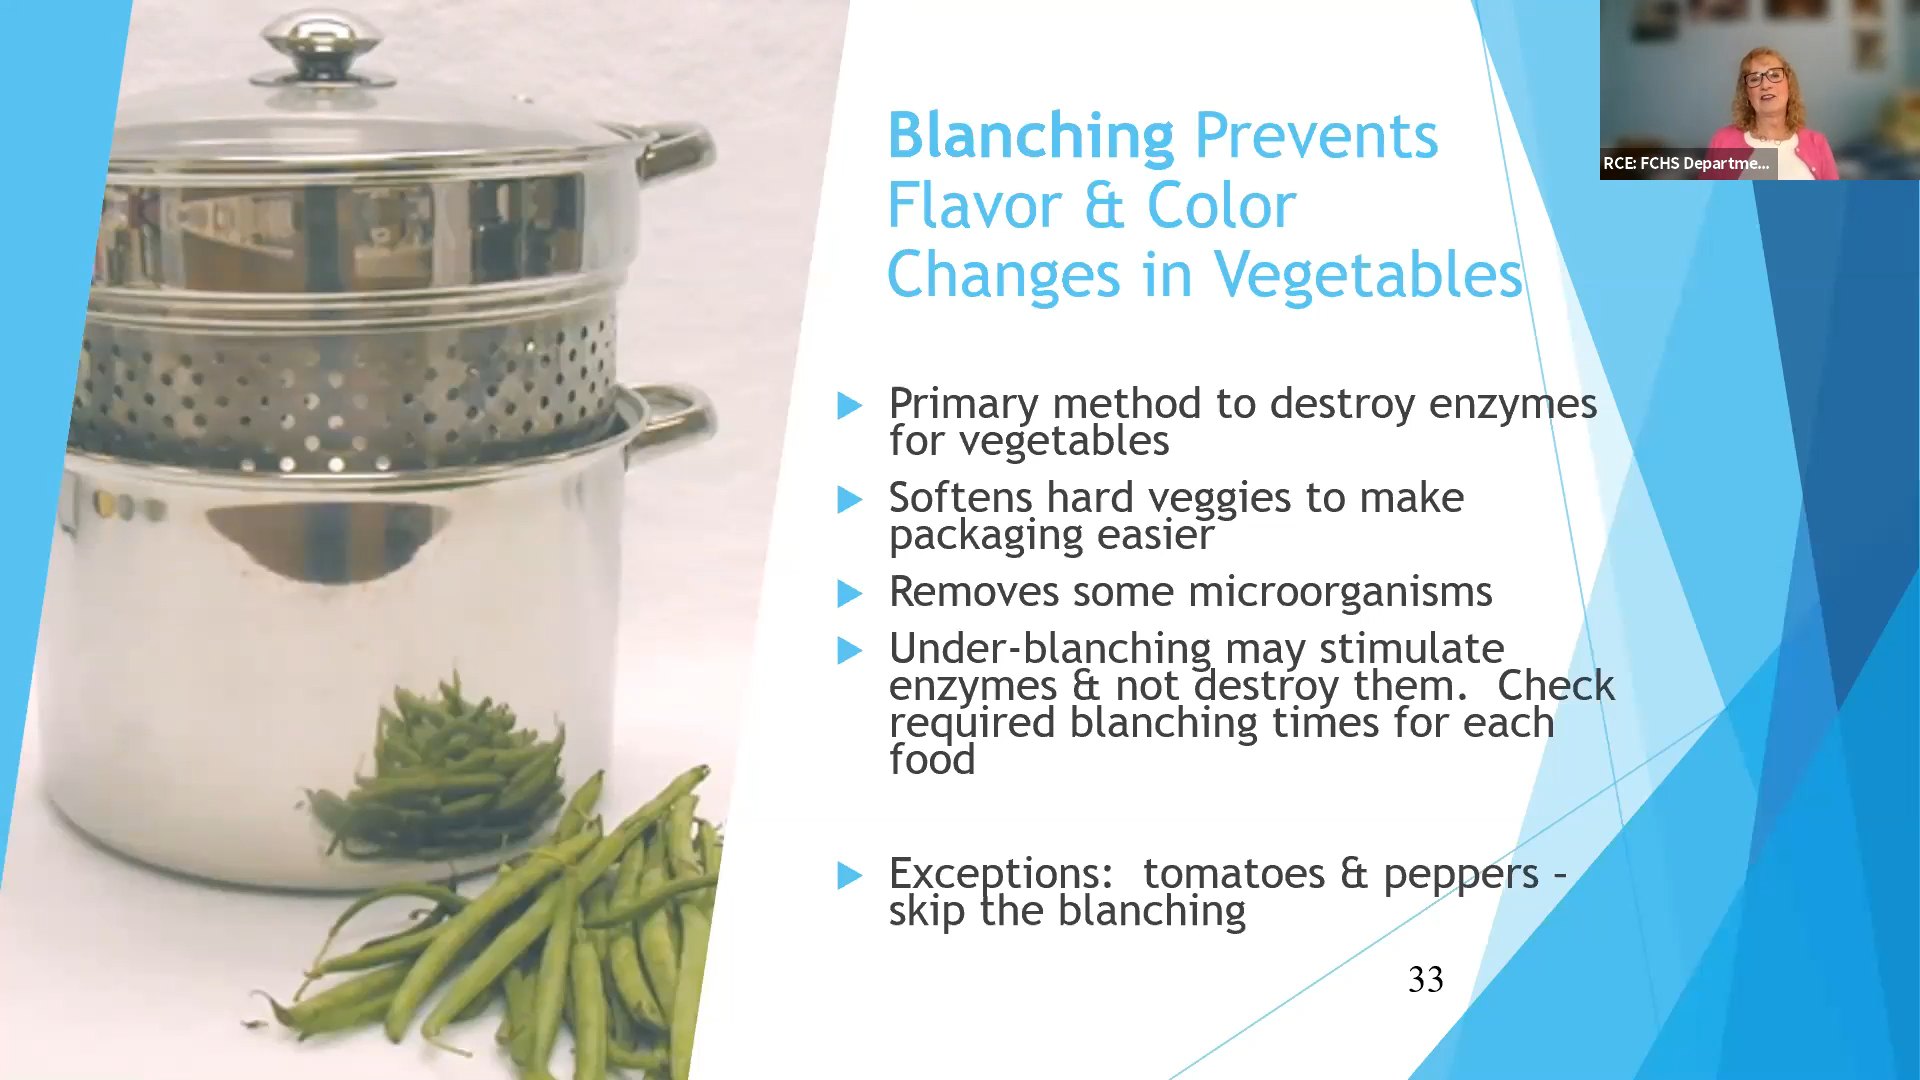 Blanching Prevents
Flavor & Color
Changes in Vegetables
Primary method to destroy enzymes
for vegetables
Softens hard veggies to make
packaging easier
Removes some microorganisms
Under-blanching may stimulate
enzymes & not destroy them.  Check
required blanching times for each
food
Exceptions:  tomatoes & peppers –
skip the blanching
33
RCE: FCHS Departme...